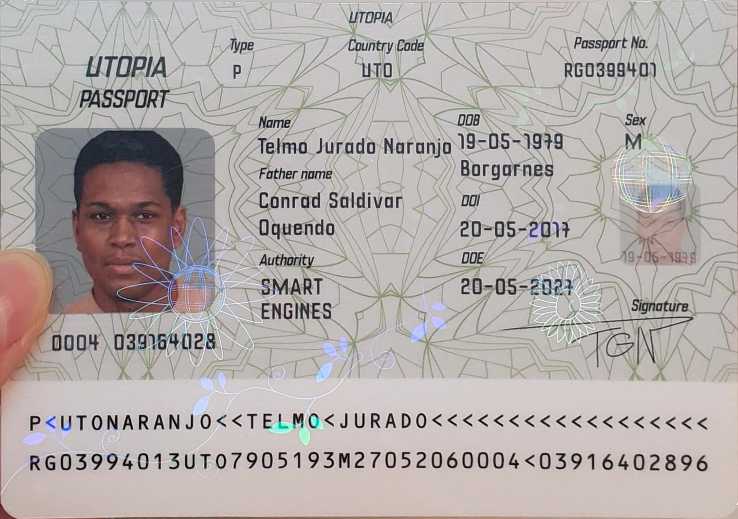 UTOPIA
UTOPIA
PASSPORT
Type
P
Country Code
UTO
Passport No.
RG0399401
Name
Telmo Jurado Naranjo
DOB
19-05-1979
Borgarnes
Sex
M
Father name
Conrad Saldivar
Oquendo
DOI
20-05-2017
Authority
SMART
ENGINES
DOE
20-05-2027
19-05-1979
Signature
TGN
0004 039164028
P<UTONARANJO<<TELMO<JURADO<<<<<<<<<<<<<<<<<<
RG03994013UTO7905193M27052060004<03916402896